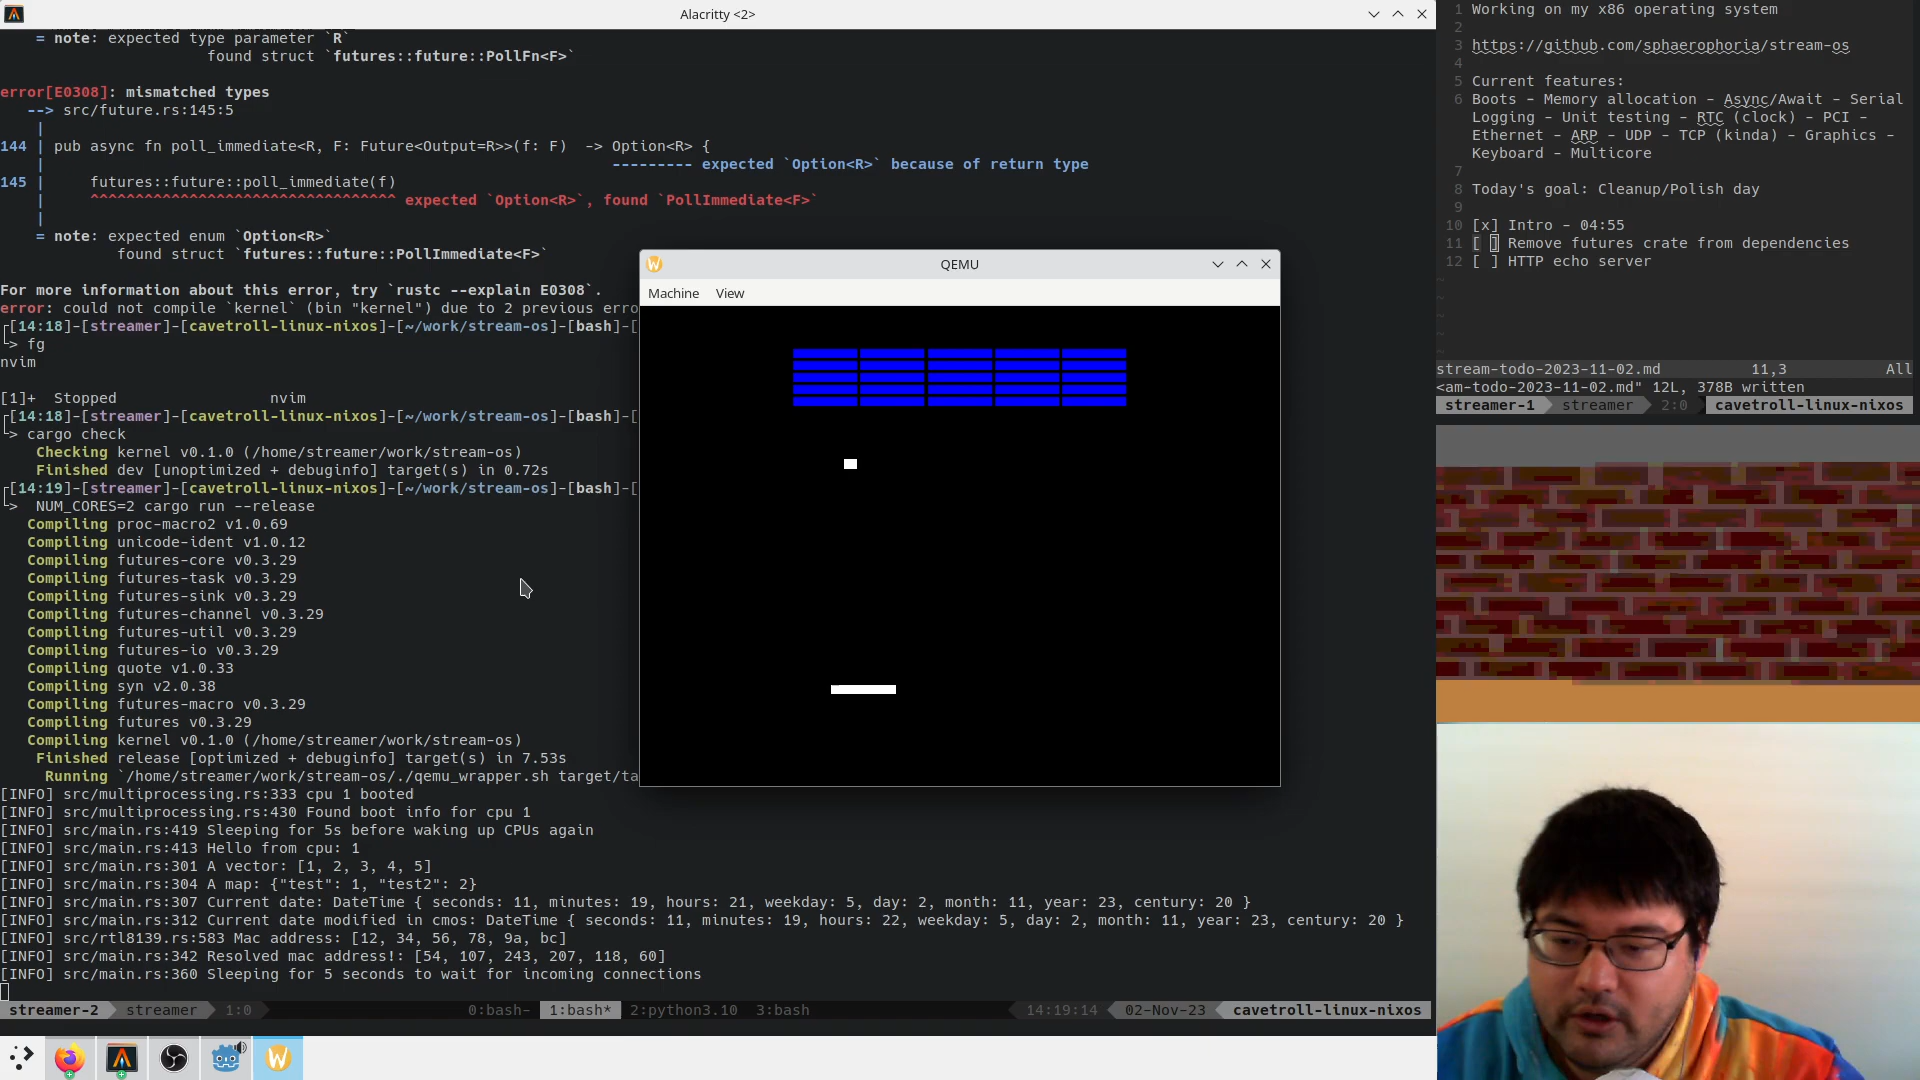 Alacritty <2>
= note: expected type parameter `R`
found struct `futures::future::PollFn<F>`
error[E0308]: mismatched types
--> src/future.rs:145:5
|
144 | pub async fn poll_immediate<R, F: Future<Output=R>>(f: F)  -> Option<R> {
| --------- expected `Option<R>` because of return type
145 |     futures::future::poll_immediate(f)
| ^^^^^^^^^^^^^^^^^^^^^^^^^^^^^^^^^^ expected `Option<R>`, found `PollImmediate<F>`
|
= note: expected enum `Option<R>`
found struct `futures::future::PollImmediate<F>`
For more information about this error, try `rustc --explain E0308`.
error: could not compile `kernel` (bin "kernel") due to 2 previous erro
┌[14:18]-[streamer]-[cavetroll-linux-nixos]-[~/work/stream-os]-[bash]-[
└> fg
nvim
[1]+  Stopped                 nvim
┌[14:18]-[streamer]-[cavetroll-linux-nixos]-[~/work/stream-os]-[bash]-[
└> cargo check
Checking kernel v0.1.0 (/home/streamer/work/stream-os)
Finished dev [unoptimized + debuginfo] target(s) in 0.72s
┌[14:19]-[streamer]-[cavetroll-linux-nixos]-[~/work/stream-os]-[bash]-[
└>  NUM_CORES=2 cargo run --release
Compiling proc-macro2 v1.0.69
Compiling unicode-ident v1.0.12
Compiling futures-core v0.3.29
Compiling futures-task v0.3.29
Compiling futures-sink v0.3.29
Compiling futures-channel v0.3.29
Compiling futures-util v0.3.29
Compiling futures-io v0.3.29
Compiling quote v1.0.33
Compiling syn v2.0.38
Compiling futures-macro v0.3.29
Compiling futures v0.3.29
Compiling kernel v0.1.0 (/home/streamer/work/stream-os)
Finished release [optimized + debuginfo] target(s) in 7.53s
Running `/home/streamer/work/stream-os/./qemu_wrapper.sh target/ta
[INFO] src/multiprocessing.rs:333 cpu 1 booted
[INFO] src/multiprocessing.rs:430 Found boot info for cpu 1
[INFO] src/main.rs:419 Sleeping for 5s before waking up CPUs again
[INFO] src/main.rs:413 Hello from cpu: 1
[INFO] src/main.rs:301 A vector: [1, 2, 3, 4, 5]
[INFO] src/main.rs:304 A map: {"test": 1, "test2": 2}
[INFO] src/main.rs:307 Current date: DateTime { seconds: 11, minutes: 19, hours: 21, weekday: 5, day: 2, month: 11, year: 23, century: 20 }
[INFO] src/main.rs:312 Current date modified in cmos: DateTime { seconds: 11, minutes: 19, hours: 22, weekday: 5, day: 2, month: 11, year: 23, century: 20 }
[INFO] src/rtl8139.rs:583 Mac address: [12, 34, 56, 78, 9a, bc]
[INFO] src/main.rs:342 Resolved mac address!: [54, 107, 243, 207, 118, 60]
[INFO] src/main.rs:360 Sleeping for 5 seconds to wait for incoming connections
streamer-2 streamer 1:0 0:bash- 1:bash* 2:python3.10 3:bash 14:19:14 02-Nov-23 cavetroll-linux-nixos
QEMU
Machine View
1 Working on my x86 operating system
2
3 https://github.com/sphaerophoria/stream-os
4
5 Current features:
6 Boots - Memory allocation - Async/Await - Serial
Logging - Unit testing - RTC (clock) - PCI -
Ethernet - ARP - UDP - TCP (kinda) - Graphics -
Keyboard - Multicore
7
8 Today's goal: Cleanup/Polish day
9
10 [x] Intro - 04:55
11 [ ] Remove futures crate from dependencies
12 [ ] HTTP echo server
~
~
~
~
~
stream-todo-2023-11-02.md 11,3 All
<am-todo-2023-11-02.md" 12L, 378B written
streamer-1 streamer 2:0 cavetroll-linux-nixos